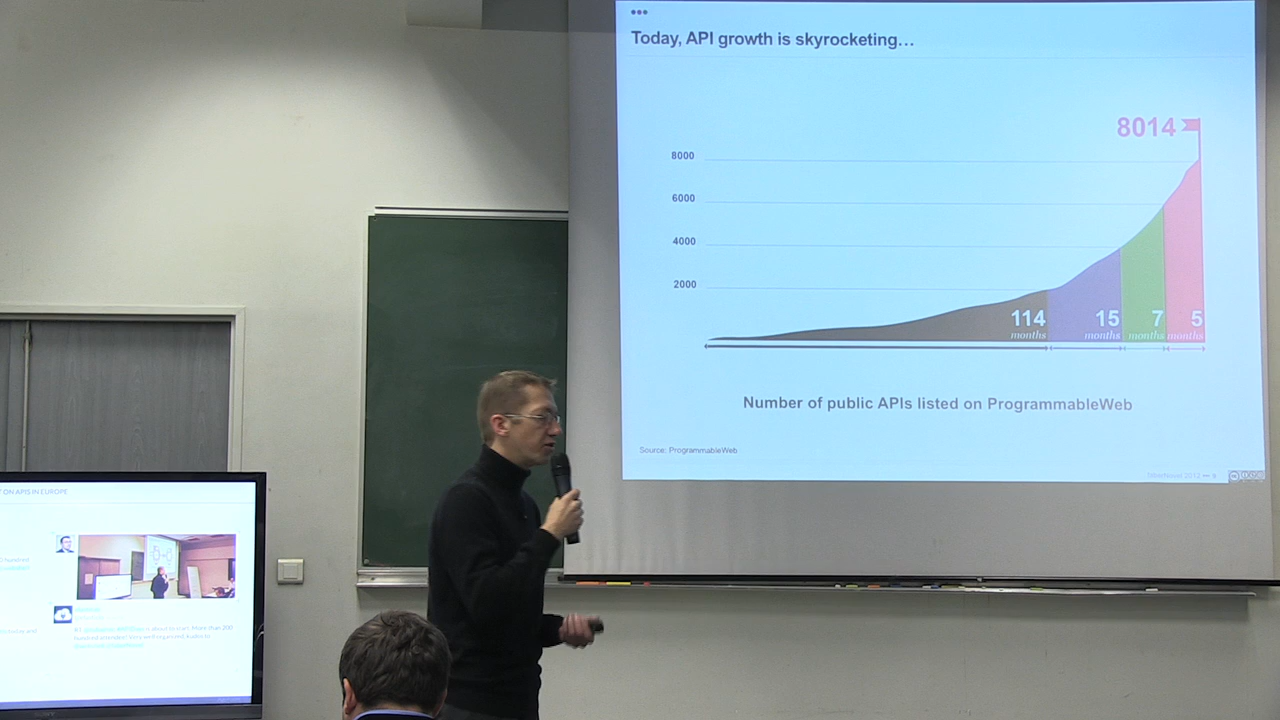 Today, API growth is skyrocketing…
8014
8000
6000
4000
2000
114
months
15
months
7
months
5
months
Number of public APIs listed on ProgrammableWeb
Source: ProgrammableWeb
T ON APIS IN EUROPE
SONY